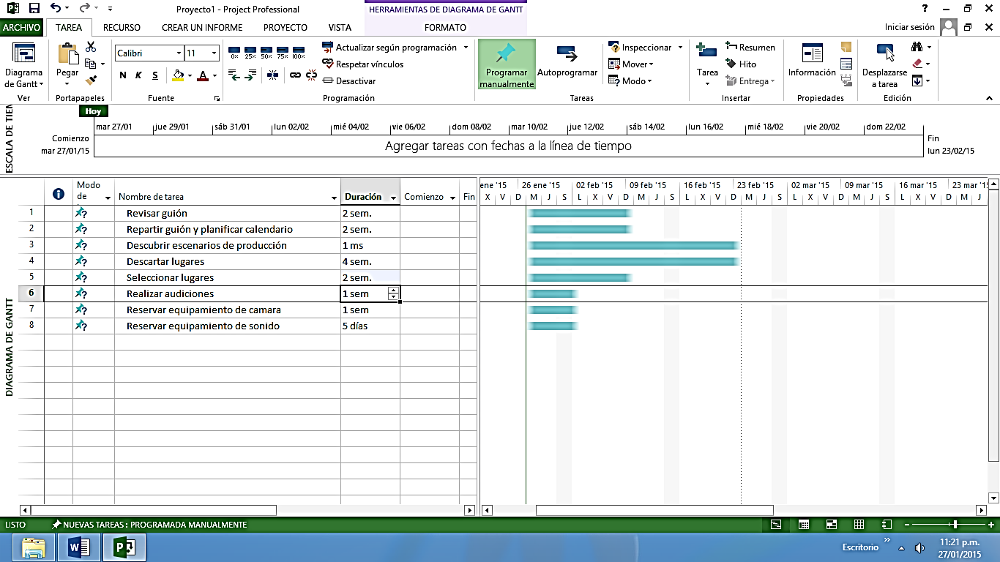 Proyecto1 - Project Professional
HERRAMIENTAS DE DIAGRAMA DE GANTT
?
ARCHIVO TAREA RECURSO CREAR UN INFORME PROYECTO VISTA FORMATO Iniciar sesión
Diagrama de Gantt
Ver
Pegar
Portapapeles
Calibri 11
N K S A
Fuente
0% 25% 50% 75% 100%
Actualizar según programación
Respetar vínculos
Desactivar
Programación
Programar manualmente
Autoprogramar
Inspeccionar
Mover
Modo
Tareas
Tarea
Resumen
Hito
Entrega
Insertar
Información
Propiedades
Desplazarse a tarea
Edición
ESCALA DE TIEM
Hoy
mar 27/01 jue 29/01 sáb 31/01 lun 02/02 mié 04/02 vie 06/02 dom 08/02 mar 10/02 jue 12/02 sáb 14/02 lun 16/02 mié 18/02 vie 20/02 dom 22/02
Comienzo
mar 27/01/15
Agregar tareas con fechas a la línea de tiempo
Fin
lun 23/02/15
DIAGRAMA DE GANTT
Modo de Nombre de tarea Duración Comienzo Fin
ene '15 26 ene '15 02 feb '15 09 feb '15 16 feb '15 23 feb '15 02 mar '15 09 mar '15 16 mar '15 23 mar '1
X V D M J S L X V D M J S L X V D M J S L X V D M J
1 Revisar guión 2 sem.
2 Repartir guión y planificar calendario 2 sem.
3 Descubrir escenarios de producción 1 ms
4 Descartar lugares 4 sem.
5 Seleccionar lugares 2 sem.
6 Realizar audiciones 1 sem
7 Reservar equipamiento de camara 1 sem
8 Reservar equipamiento de sonido 5 días
LISTO NUEVAS TAREAS : PROGRAMADA MANUALMENTE
Escritorio
11:21 p.m.
27/01/2015